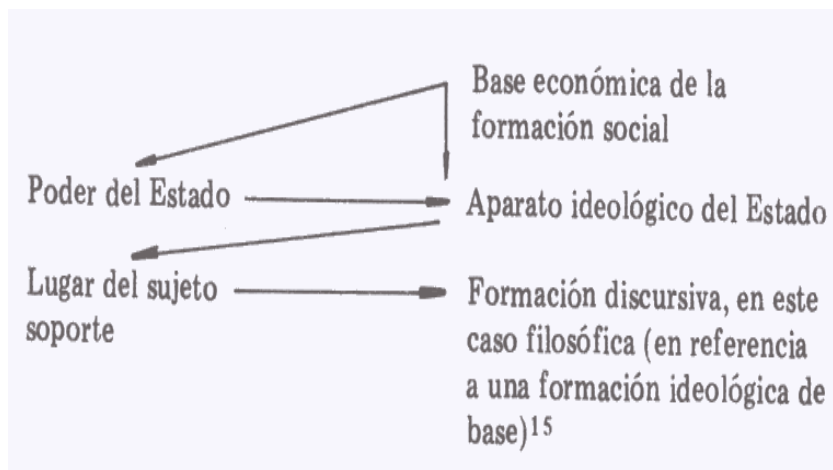 Base económica de la
formación social
Poder del Estado
Aparato ideológico del Estado
Lugar del sujeto
soporte
Formación discursiva, en este
caso filosófica (en referencia
a una formación ideológica de
base)15